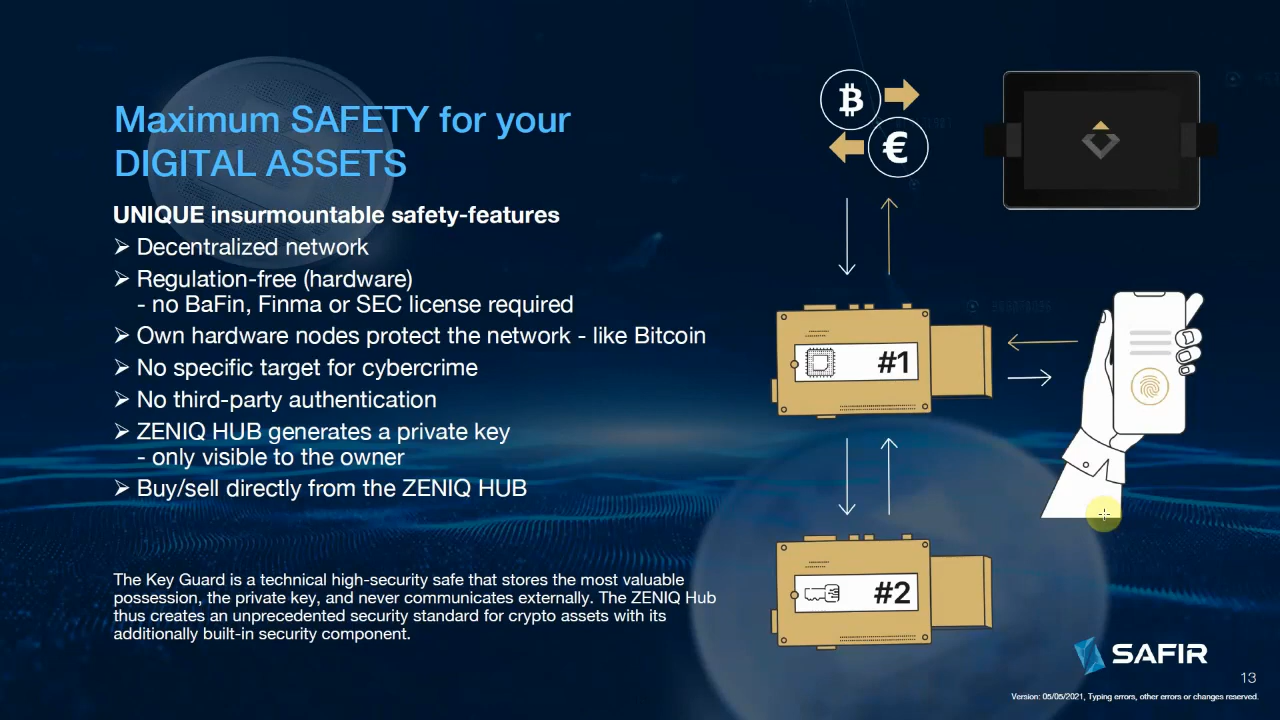 Maximum SAFETY for your
DIGITAL ASSETS
UNIQUE insurmountable safety-features
➢ Decentralized network
➢ Regulation-free (hardware)
- no BaFin, Finma or SEC license required
➢ Own hardware nodes protect the network - like Bitcoin
➢ No specific target for cybercrime
➢ No third-party authentication
➢ ZENIQ HUB generates a private key
- only visible to the owner
➢ Buy/sell directly from the ZENIQ HUB
The Key Guard is a technical high-security safe that stores the most valuable
possession, the private key, and never communicates externally. The ZENIQ Hub
thus creates an unprecedented security standard for crypto assets with its
additionally built-in security component.
₿
€
#1
#2
SAFIR
13
Version: 05/05/2021, Typing errors, other errors or changes reserved.